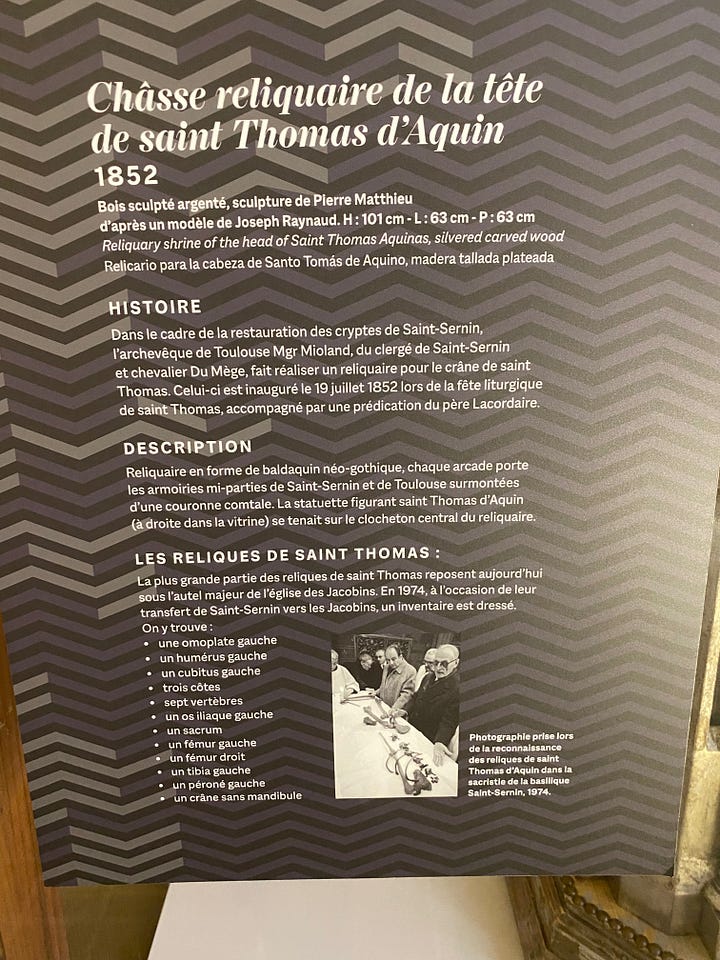 Châsse reliquaire de la tête
de saint Thomas d'Aquin
1852
Bois sculpté argenté, sculpture de Pierre Matthieu
d'après un modèle de Joseph Raynaud. H : 101 cm - L : 63 cm - P : 63 cm
Reliquary shrine of the head of Saint Thomas Aquinas, silvered carved wood
Relicario para la cabeza de Santo Tomás de Aquino, madera tallada plateada
HISTOIRE
Dans le cadre de la restauration des cryptes de Saint-Sernin,
l'archevêque de Toulouse Mgr Mioland, du clergé de Saint-Sernin
et chevalier Du Mège, fait réaliser un reliquaire pour le crâne de saint
Thomas. Celui-ci est inauguré le 19 juillet 1852 lors de la fête liturgique
de saint Thomas, accompagné par une prédication du père Lacordaire.
DESCRIPTION
Reliquaire en forme de baldaquin néo-gothique, chaque arcade porte
les armoiries mi-parties de Saint-Sernin et de Toulouse surmontées
d'une couronne comtale. La statuette figurant saint Thomas d'Aquin
(à droite dans la vitrine) se tenait sur le clocheton central du reliquaire.
LES RELIQUES DE SAINT THOMAS :
La plus grande partie des reliques de saint Thomas reposent aujourd'hui
sous l'autel majeur de l'église des Jacobins. En 1974, à l'occasion de leur
transfert de Saint-Sernin vers les Jacobins, un inventaire est dressé.
On y trouve :
• une omoplate gauche
• un humérus gauche
• un cubitus gauche
• trois côtes
• sept vertèbres
• un os iliaque gauche
• un sacrum
• un fémur gauche
• un fémur droit
• un tibia gauche
• un péroné gauche
• un crâne sans mandibule
Photographie prise lors
de la reconnaissance
des reliques de saint
Thomas d'Aquin dans la
sacristie de la basilique
Saint-Sernin, 1974.